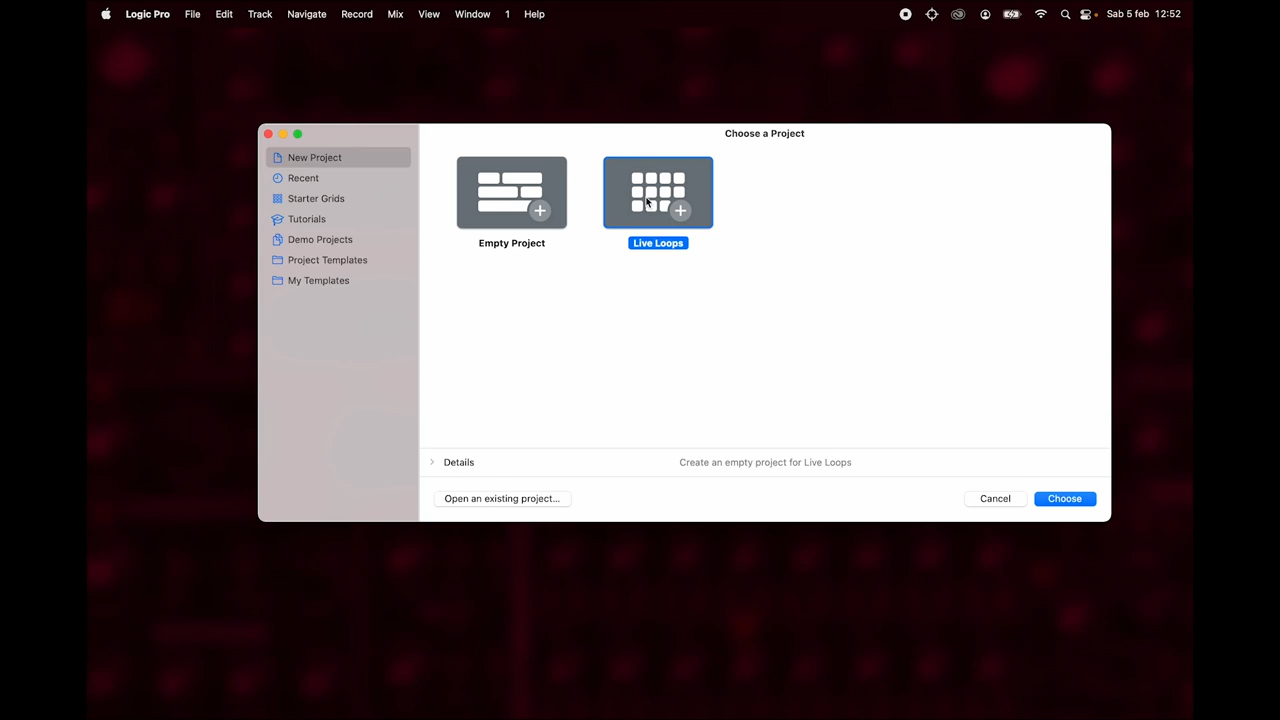 Logic Pro File Edit Track Navigate Record Mix View Window 1 Help Sab 5 feb 12:52
Choose a Project
New Project
Recent
Starter Grids
Tutorials
Demo Projects
Project Templates
My Templates
Empty Project Live Loops
Details Create an empty project for Live Loops
Open an existing project... Cancel Choose